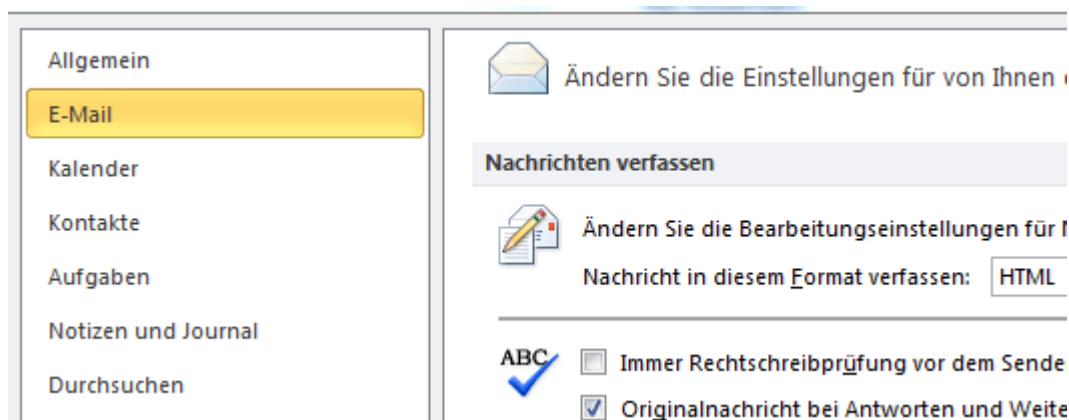 Allgemein
E-Mail
Kalender
Kontakte
Aufgaben
Notizen und Journal
Durchsuchen
Ändern Sie die Einstellungen für von Ihnen
Nachrichten verfassen
Ändern Sie die Bearbeitungseinstellungen für
Nachricht in diesem Format verfassen: HTML
ABC
Immer Rechtschreibprüfung vor dem
Originalnachricht bei Antworten und